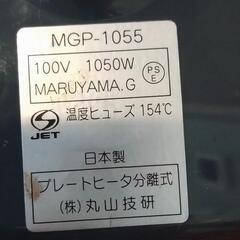 MGP-1055
100V 1050W
PSE
MARUYAMA.G
S JET 温度ヒューズ 154℃
日本製
プレートヒータ分離式
(株) 丸山技研